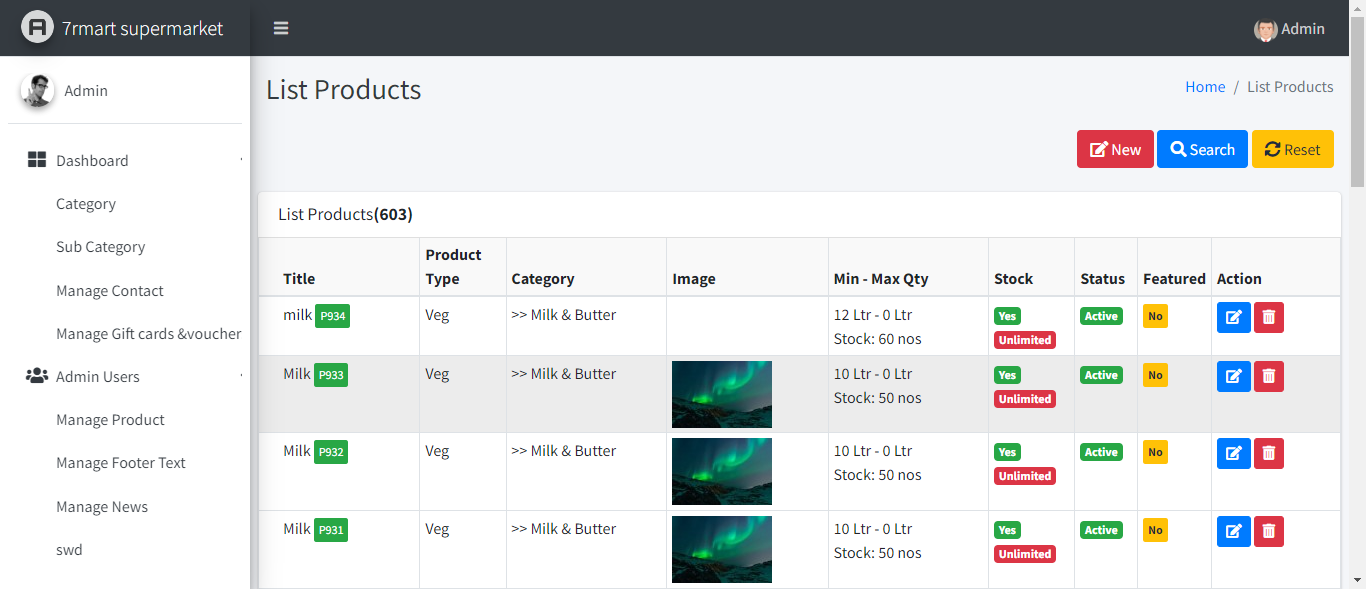 7rmart supermarket
Admin
Admin
List Products
Home / List Products
New
Search
Reset
Dashboard
Category
Sub Category
Manage Contact
Manage Gift cards &voucher
Admin Users
Manage Product
Manage Footer Text
Manage News
swd
List Products(603)
Title
Product
Type
Category
Image
Min - Max Qty
Stock
Status
Featured
Action
milk P934
Veg
>> Milk & Butter
12 Ltr - 0 Ltr
Stock: 60 nos
Yes
Unlimited
Active
No
Milk P933
Veg
>> Milk & Butter
10 Ltr - 0 Ltr
Stock: 50 nos
Yes
Unlimited
Active
No
Milk P932
Veg
>> Milk & Butter
10 Ltr - 0 Ltr
Stock: 50 nos
Yes
Unlimited
Active
No
Milk P931
Veg
>> Milk & Butter
10 Ltr - 0 Ltr
Stock: 50 nos
Yes
Unlimited
Active
No